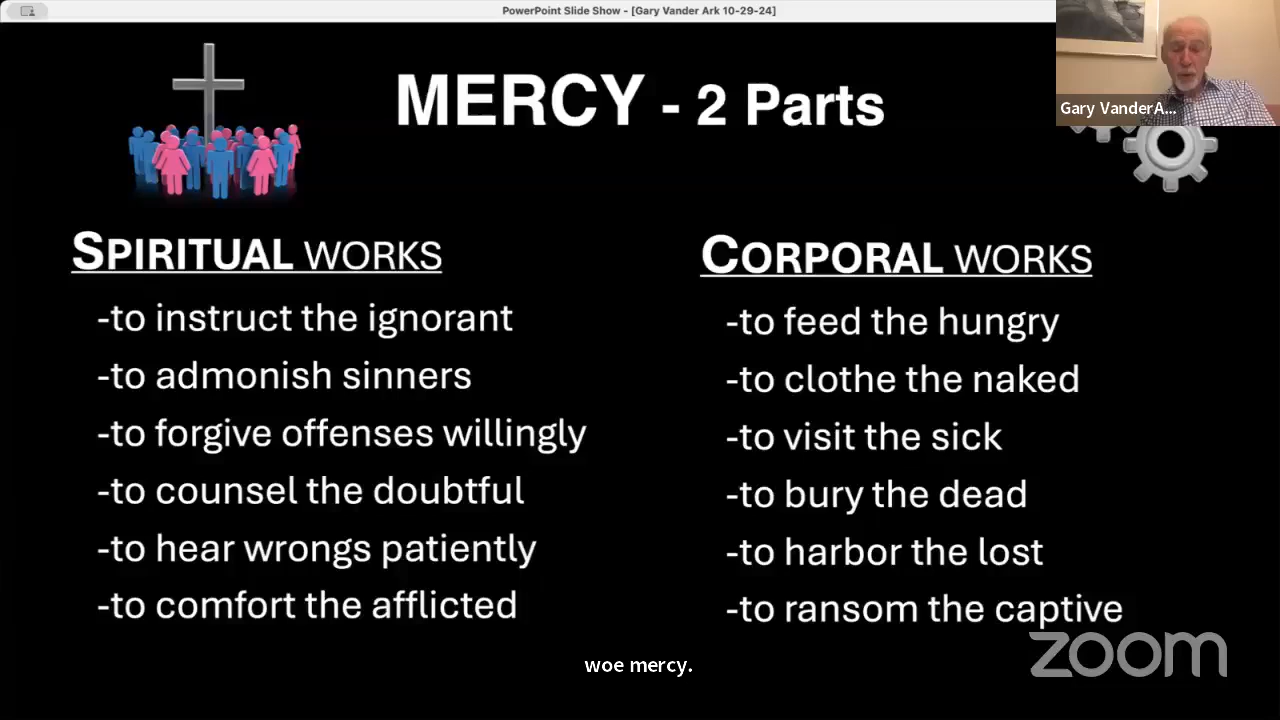 PowerPoint Slide Show - [Gary Vander Ark 10-29-24]
MERCY - 2 Parts
Gary VanderA...
SPIRITUAL WORKS
-to instruct the ignorant
-to admonish sinners
-to forgive offenses willingly
-to counsel the doubtful
-to hear wrongs patiently
-to comfort the afflicted
CORPORAL WORKS
-to feed the hungry
-to clothe the naked
-to visit the sick
-to bury the dead
-to harbor the lost
-to ransom the captive
zoom
woe mercy.